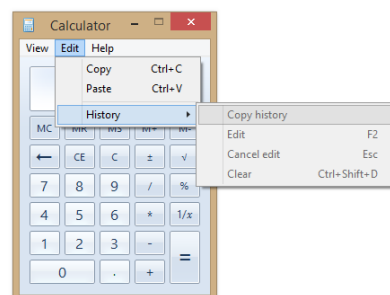 Calculator
View Edit Help
Copy Ctrl+C
Paste Ctrl+V
History
Copy history
Edit F2
Cancel edit Esc
Clear Ctrl+Shift+D
MC MR MS M+ M-
← CE C ± √
7 8 9 / %
4 5 6 * 1/x
1 2 3 - =
0 . +